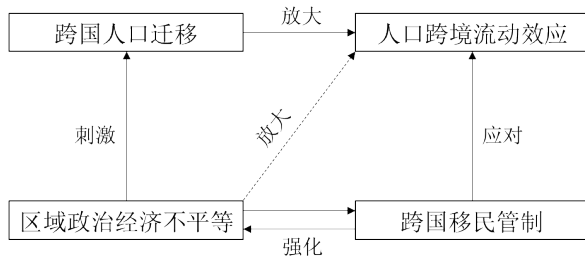 放大
跨国人口迁移
人口跨境流动效应
刺激
放大
应对
区域政治经济不平等
跨国移民管制
强化